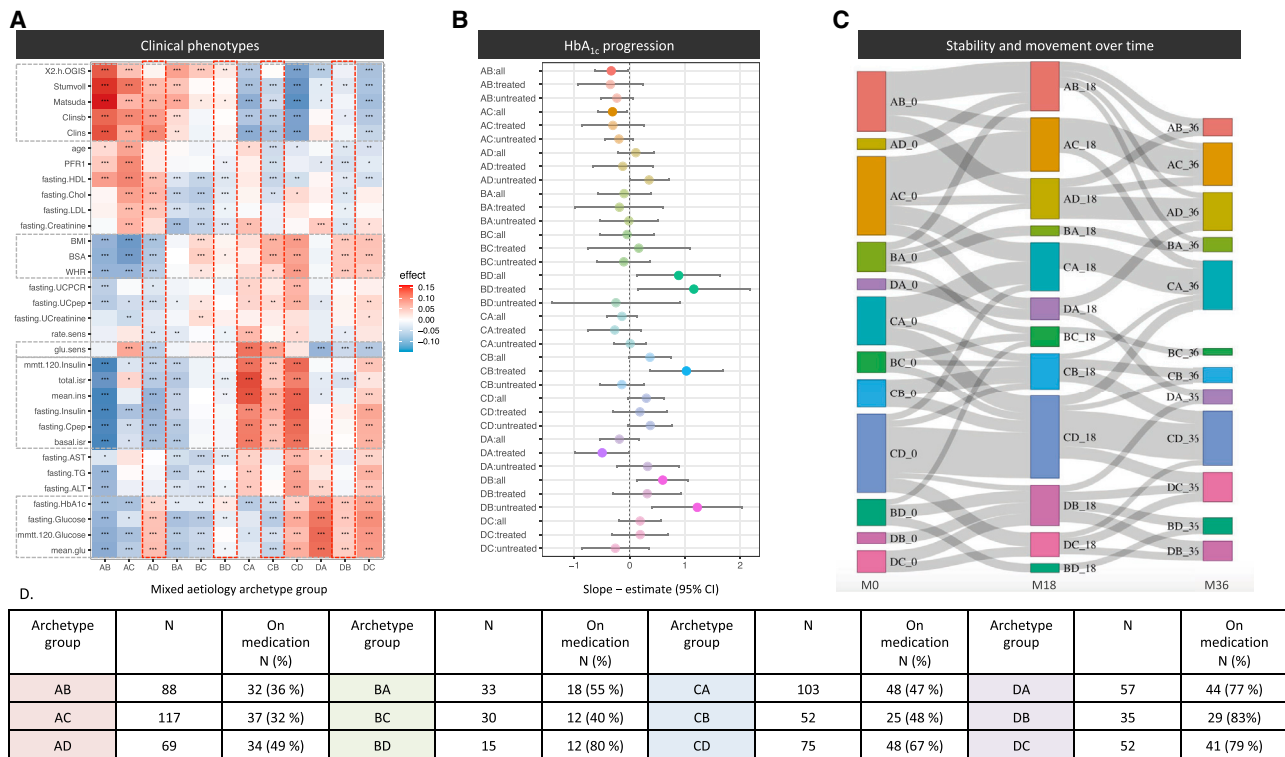 A
Clinical phenotypes
X2.h.OGIS
Stumvoll
Matsuda
Clinsb
Clins
age
PFR1
fasting.HDL
fasting.Chol
fasting.LDL
fasting.Creatinine
BMI
BSA
WHR
fasting.UCPCR
fasting.UCpep
fasting.UCreatinine
rate.sens
glu.sens
mmtt.120.Insulin
total.isr
mean.ins
fasting.Insulin
fasting.Cpep
basal.isr
fasting.AST
fasting.TG
fasting.ALT
fasting.HbA1c
fasting.Glucose
mmtt.120.Glucose
mean.glu
AB AC AD BA BC BD CA CB CD DA DB DC
Mixed aetiology archetype group
effect
0.15
0.10
0.05
0.00
−0.05
−0.10
B
HbA1c progression
AB:all
AB:treated
AB:untreated
AC:all
AC:treated
AC:untreated
AD:all
AD:treated
AD:untreated
BA:all
BA:treated
BA:untreated
BC:all
BC:treated
BC:untreated
BD:all
BD:treated
BD:untreated
CA:all
CA:treated
CA:untreated
CB:all
CB:treated
CB:untreated
CD:all
CD:treated
CD:untreated
DA:all
DA:treated
DA:untreated
DB:all
DB:treated
DB:untreated
DC:all
DC:treated
DC:untreated
−1 0 1 2
Slope – estimate (95% CI)
C
Stability and movement over time
AB_0
AD_0
AC_0
BA_0
DA_0
CA_0
BC_0
CB_0
CD_0
BD_0
DB_0
DC_0
AB_18
AC_18
AD_18
BA_18
CA_18
DA_18
BC_18
CB_18
CD_18
DB_18
DC_18
BD_18
AB_36
AC_36
AD_36
BA_36
CA_36
BC_36
CB_36
DA_36
CD_36
DC_36
BD_36
DB_36
M0 M18 M36
D.
Archetype group N On medication N (%) Archetype group N On medication N (%) Archetype group N On medication N (%) Archetype group N On medication N (%)
AB 88 32 (36 %) BA 33 18 (55 %) CA 103 48 (47 %) DA 57 44 (77 %)
AC 117 37 (32 %) BC 30 12 (40 %) CB 52 25 (48 %) DB 35 29 (83%)
AD 69 34 (49 %) BD 15 12 (80 %) CD 75 48 (67 %) DC 52 41 (79 %)